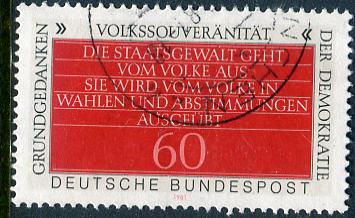 » VOLKSSOUVERÄNITÄT »
GRUNDGEDANKEN
DER DEMOKRATIE
DIE STAATSGEWALT GEHT
VOM VOLKE AUS.
SIE WIRD VOM VOLKE IN
WAHLEN UND ABSTIMMUNGEN
AUSGEÜBT
60
DEUTSCHE BUNDESPOST
1981